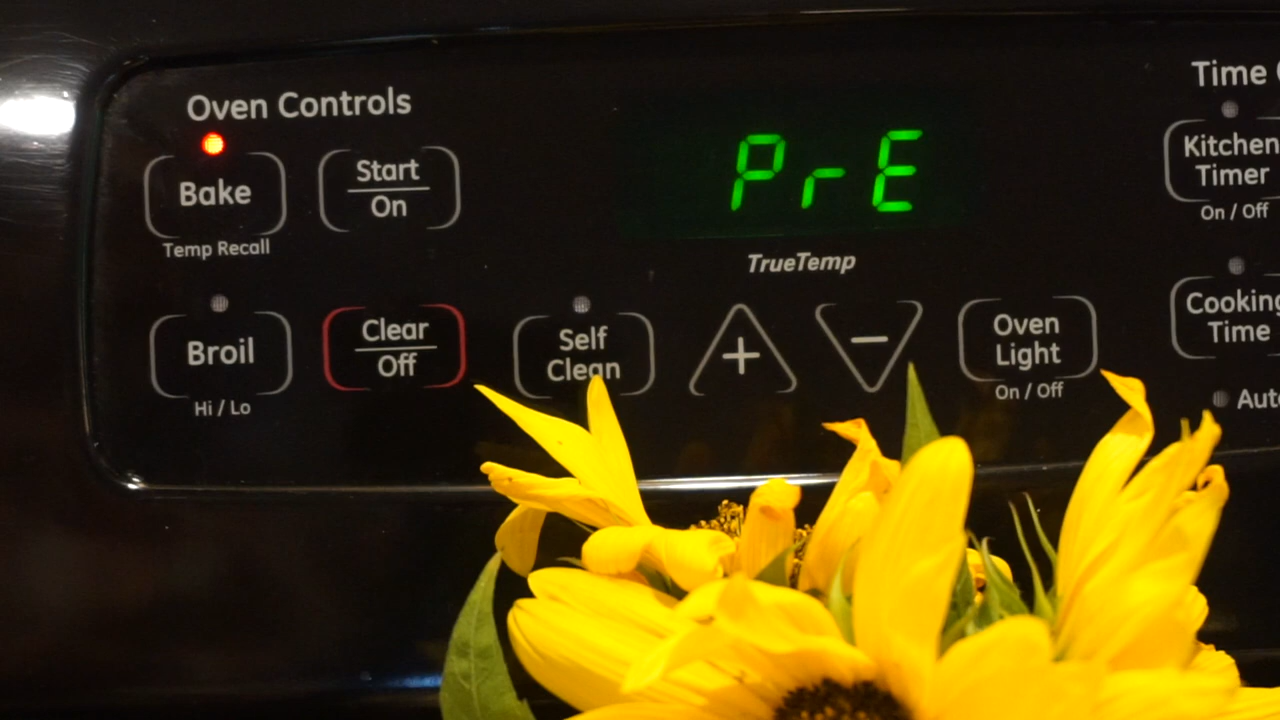 Oven Controls
Bake
Temp Recall
Start
On
Broil
Hi / Lo
Clear
Off
Self
Clean
PrE
TrueTemp
+
−
Oven
Light
On / Off
Time
Kitchen
Timer
On / Off
Cooking
Time